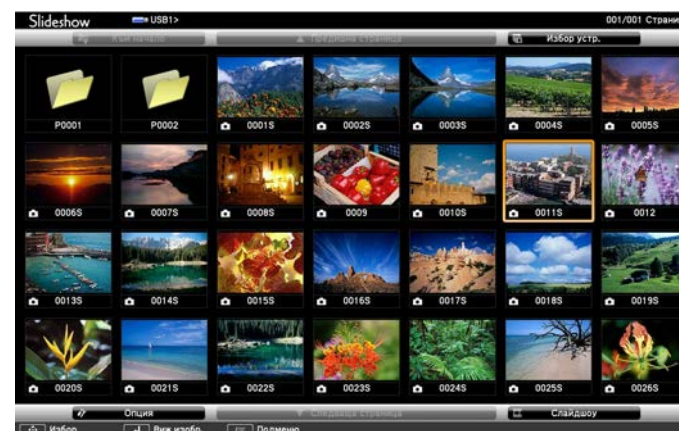 Slideshow USB1> 001/001 Страни
Към начало Предишна страница Избор устр.
P0001 P0002 0001S 0002S 0003S 0004S 0005S
0006S 0007S 0008S 0009 0010S 0011S 0012
0013S 0014S 0015S 0016S 0017S 0018S 0019S
0020S 0021S 0022S 0023S 0024S 0025S 0026S
Опция Следваща страница Слайдшоу
Избор Виж изобр. Esc Подменю